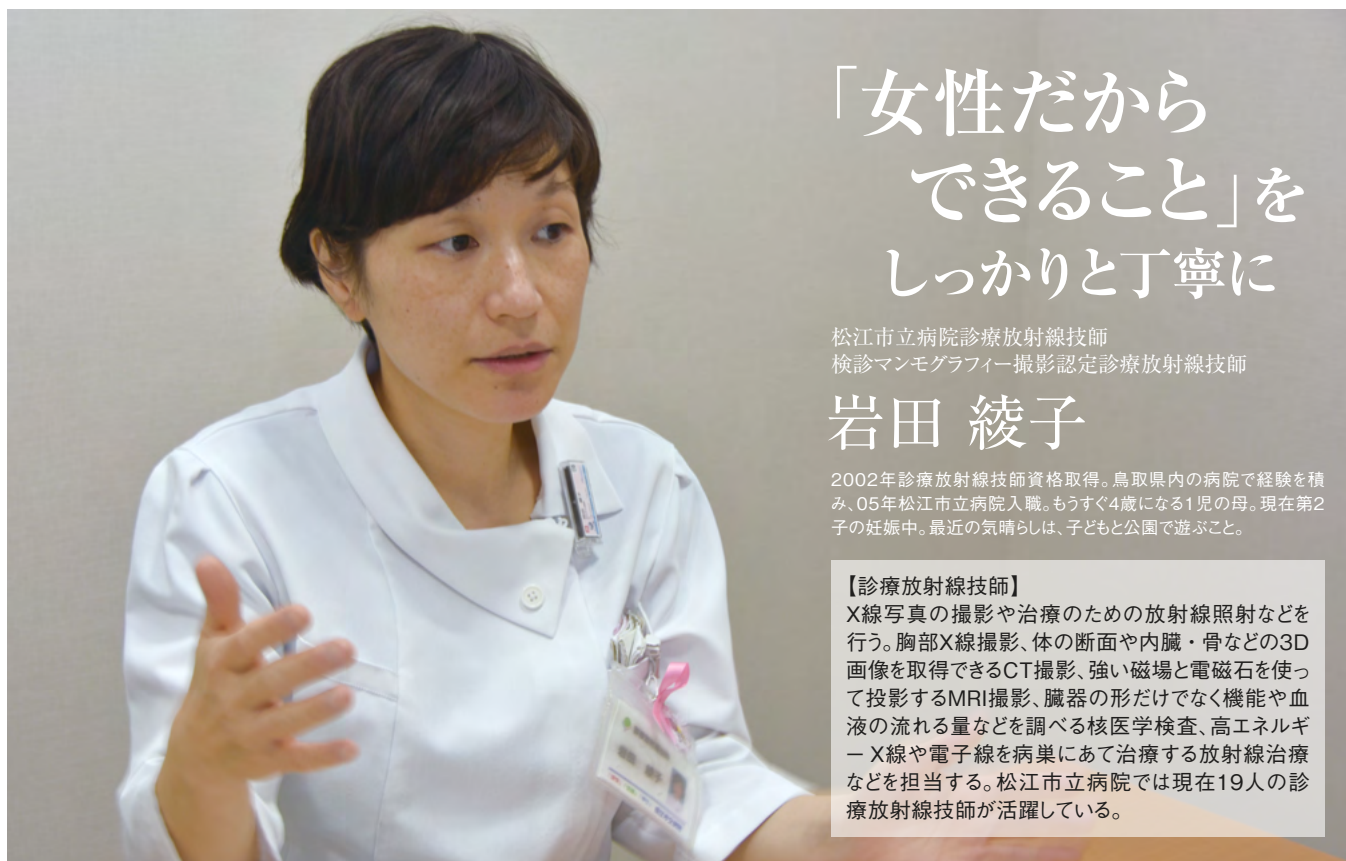 「女性だから
できること」を
しっかりと丁寧に
松江市立病院診療放射線技師
検診マンモグラフィー撮影認定診療放射線技師
岩田 綾子
2002年診療放射線技師資格取得。鳥取県内の病院で経験を積
み、05年松江市立病院入職。もうすぐ4歳になる1児の母。現在第2
子の妊娠中。最近の気晴らしは、子どもと公園で遊ぶこと。
【診療放射線技師】
X線写真の撮影や治療のための放射線照射などを
行う。胸部X線撮影、体の断面や内臓・骨などの3D
画像を取得できるCT撮影、強い磁場と電磁石を使っ
て投影するMRI撮影、臓器の形だけでなく機能や血
液の流れる量などを調べる核医学検査、高エネルギ
ー X線や電子線を病巣にあて治療する放射線治療
などを担当する。松江市立病院では現在19人の診
療放射線技師が活躍している。